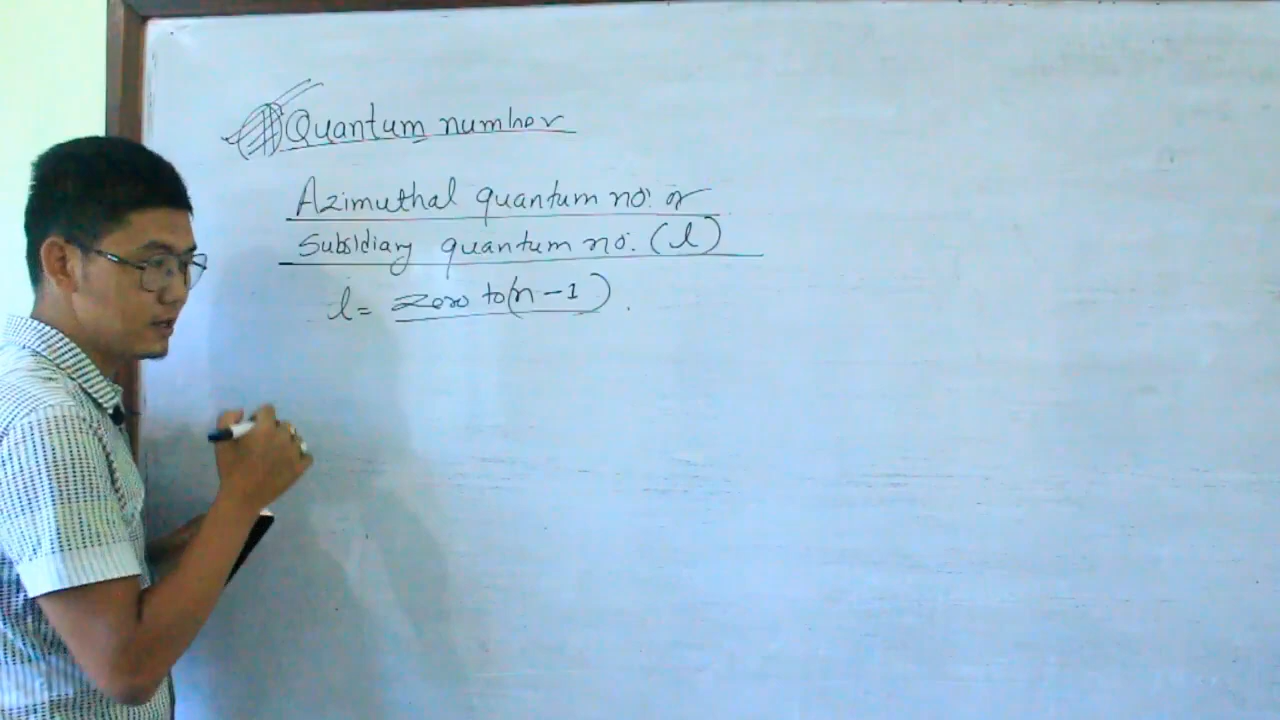 Quantum number
Azimuthal quantum no. or
Subsidiary quantum no. (l)
l = Zero to (n-1).